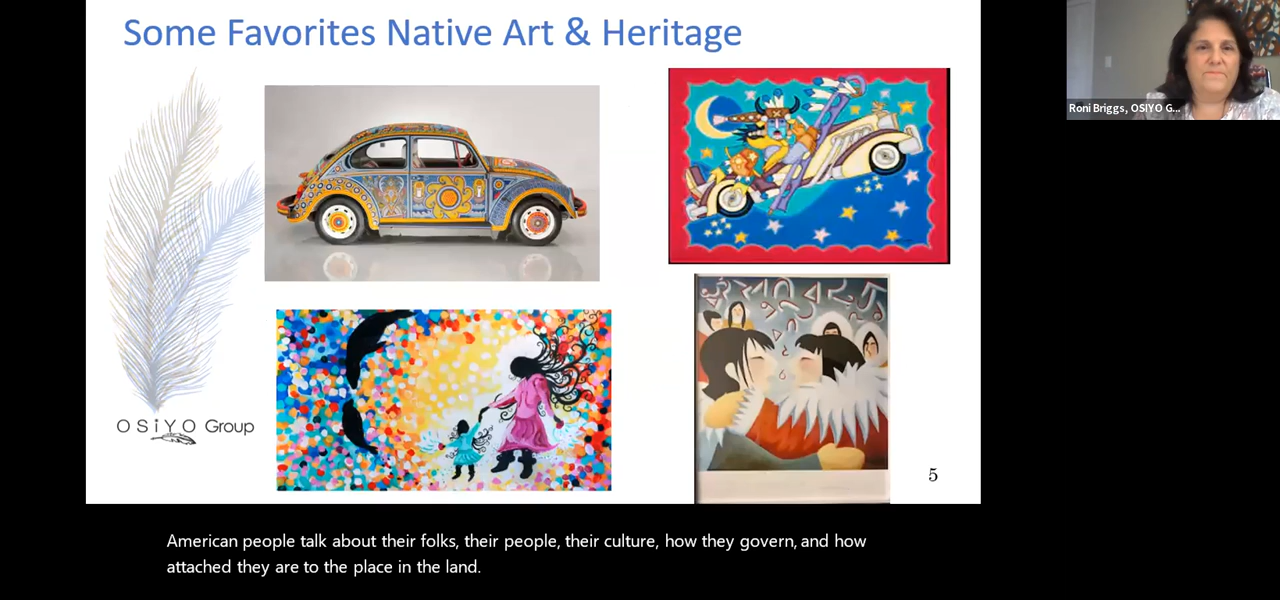 Some Favorites Native Art & Heritage
Roni Briggs, OSIYO G...
OSiYO Group
5
American people talk about their folks, their people, their culture, how they govern, and how
attached they are to the place in the land.